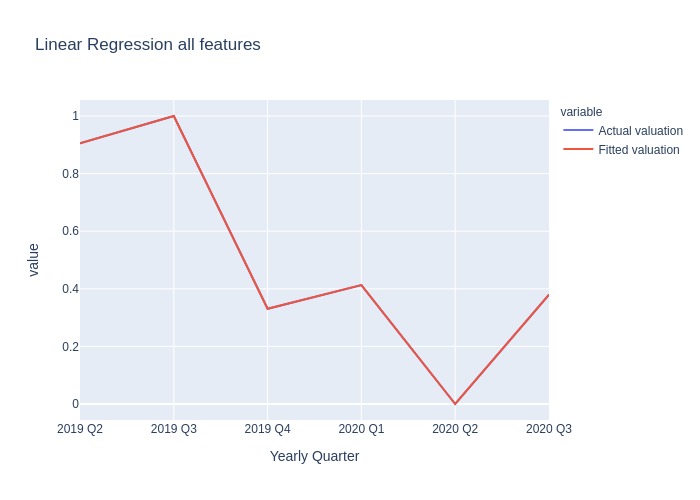 Linear Regression all features
variable
Actual valuation
Fitted valuation
value
1
0.8
0.6
0.4
0.2
0
2019 Q2 2019 Q3 2019 Q4 2020 Q1 2020 Q2 2020 Q3
Yearly Quarter